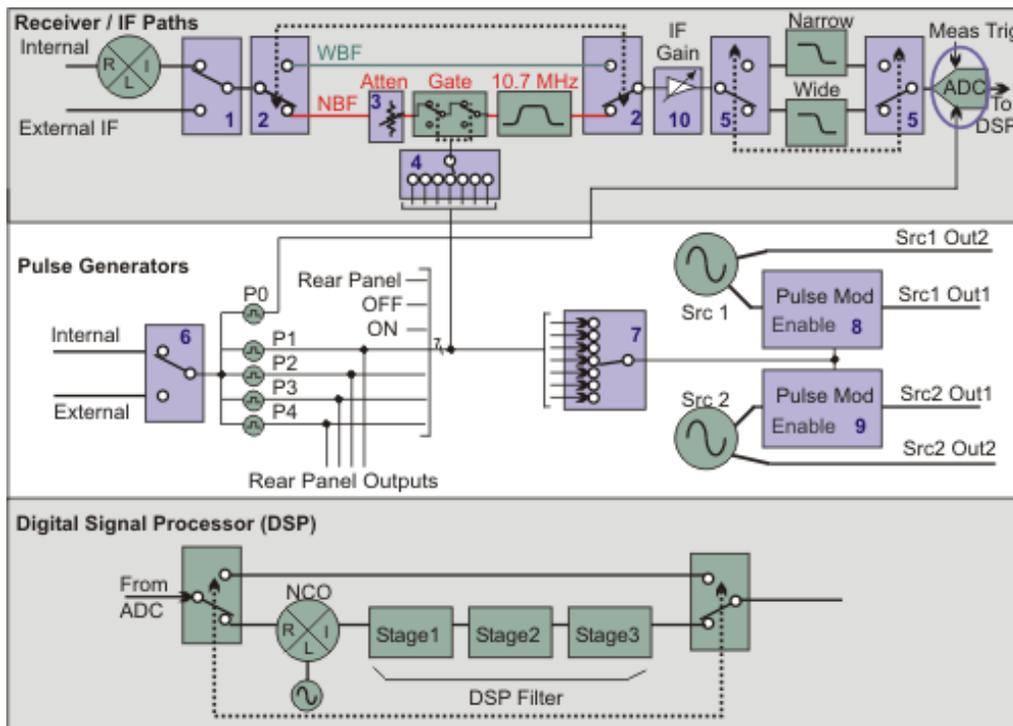 Receiver / IF Paths
Internal
R
I
L
External IF
1
2
WBF
NBF
Atten
3
Gate
10.7 MHz
2
IF
Gain
10
5
Narrow
Wide
5
Meas Trig
ADC
To
DSP
4
Pulse Generators
Internal
External
6
P0
P1
P2
P3
P4
Rear Panel
OFF
ON
7
Rear Panel Outputs
7
Src 1
Src1 Out2
Pulse Mod
Enable 8
Src1 Out1
Src 2
Pulse Mod
Enable 9
Src2 Out1
Src2 Out2
Digital Signal Processor (DSP)
From
ADC
NCO
R
I
L
Stage1
Stage2
Stage3
DSP Filter